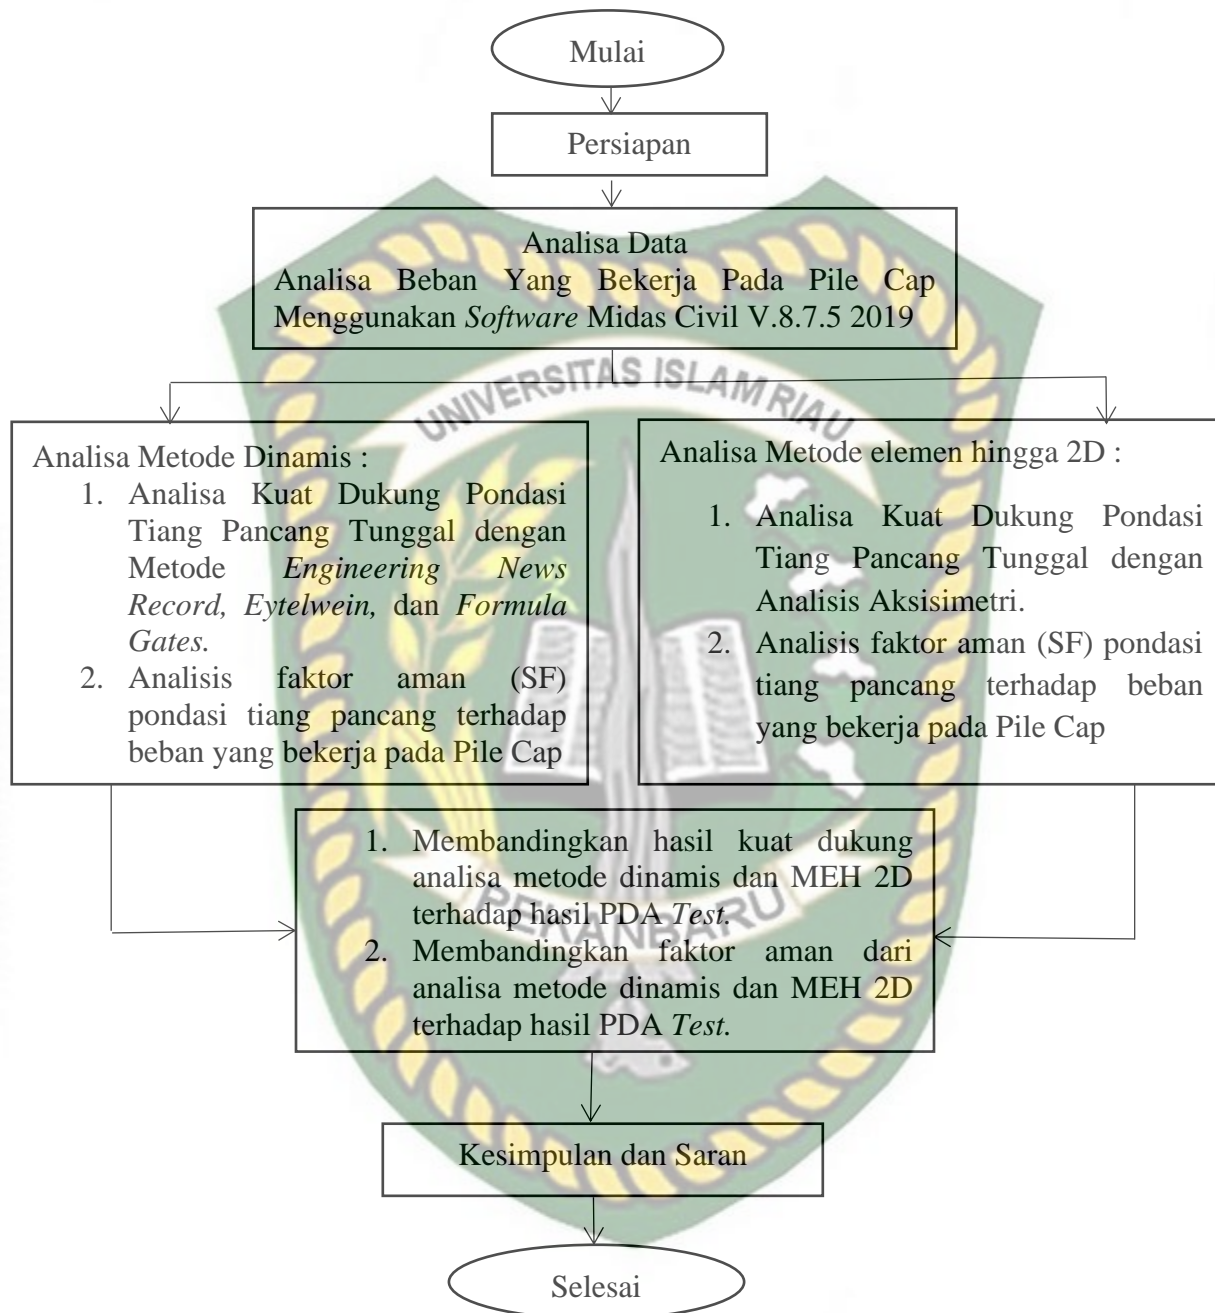 Mulai
Persiapan
Analisa Data
Analisa Beban Yang Bekerja Pada Pile Cap
Menggunakan Software Midas Civil V.8.7.5 2019
UNIVERSITAS ISLAM RIAU
Analisa Metode Dinamis :
1. Analisa Kuat Dukung Pondasi
Tiang Pancang Tunggal dengan
Metode Engineering News
Record, Eytelwein, dan Formula
Gates.
2. Analisis faktor aman (SF)
pondasi tiang pancang terhadap
beban yang bekerja pada Pile Cap
Analisa Metode elemen hingga 2D :
1. Analisa Kuat Dukung Pondasi
Tiang Pancang Tunggal dengan
Analisis Aksisimetri.
2. Analisis faktor aman (SF) pondasi
tiang pancang terhadap beban
yang bekerja pada Pile Cap
1. Membandingkan hasil kuat dukung
analisa metode dinamis dan MEH 2D
terhadap hasil PDA Test.
2. Membandingkan faktor aman dari
analisa metode dinamis dan MEH 2D
terhadap hasil PDA Test.
PEKANBARU
Kesimpulan dan Saran
Selesai